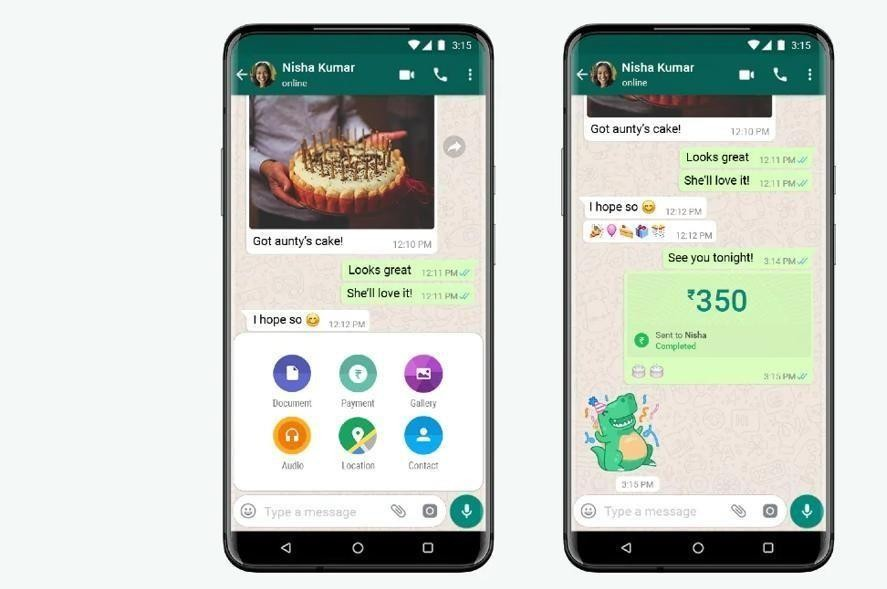 3:15
Nisha Kumar
online
Got aunty's cake!
12:10 PM
Looks great 12:11 PM
She'll love it! 12:11 PM
I hope so 😊 12:12 PM
Document
Payment
Gallery
Audio
Location
Contact
Type a message
3:15
Nisha Kumar
online
Got aunty's cake!
12:10 PM
Looks great 12:11 PM
She'll love it! 12:11 PM
I hope so 😊 12:12 PM
🎉🎈🍰🎁🎊 12:12 PM
See you tonight! 3:14 PM
₹350
₹ Sent to Nisha
Completed
🎂🎂 3:15 PM
3:15 PM
Type a message